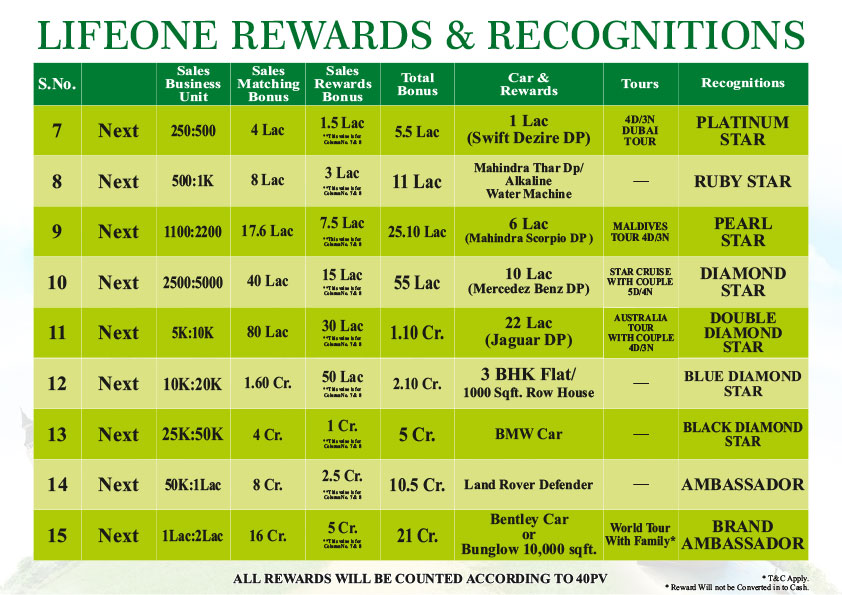 LIFEONE REWARDS & RECOGNITIONS
S.No. Sales Business Unit Sales Matching Bonus Sales Rewards Bonus Total Bonus Car & Rewards Tours Recognitions
7 Next 250:500 4 Lac 1.5 Lac 5.5 Lac 1 Lac (Swift Dezire DP) 4D/3N DUBAI TOUR PLATINUM STAR
8 Next 500:1K 8 Lac 3 Lac 11 Lac Mahindra Thar Dp/ Alkaline Water Machine — RUBY STAR
9 Next 1100:2200 17.6 Lac 7.5 Lac 25.10 Lac 6 Lac (Mahindra Scorpio DP ) MALDIVES TOUR 4D/3N PEARL STAR
10 Next 2500:5000 40 Lac 15 Lac 55 Lac 10 Lac (Mercedez Benz DP) STAR CRUISE WITH COUPLE 5D/4N DIAMOND STAR
11 Next 5K:10K 80 Lac 30 Lac 1.10 Cr. 22 Lac (Jaguar DP) AUSTRALIA TOUR WITH COUPLE 4D/3N DOUBLE DIAMOND STAR
12 Next 10K:20K 1.60 Cr. 50 Lac 2.10 Cr. 3 BHK Flat/ 1000 Sqft. Row House — BLUE DIAMOND STAR
13 Next 25K:50K 4 Cr. 1 Cr. 5 Cr. BMW Car — BLACK DIAMOND STAR
14 Next 50K:1Lac 8 Cr. 2.5 Cr. 10.5 Cr. Land Rover Defender — AMBASSADOR
15 Next 1Lac:2Lac 16 Cr. 5 Cr. 21 Cr. Bentley Car or Bunglow 10,000 sqft. World Tour With Family* BRAND AMBASSADOR
ALL REWARDS WILL BE COUNTED ACCORDING TO 40PV
* T&C Apply.
* Reward Will not be Converted in to Cash.